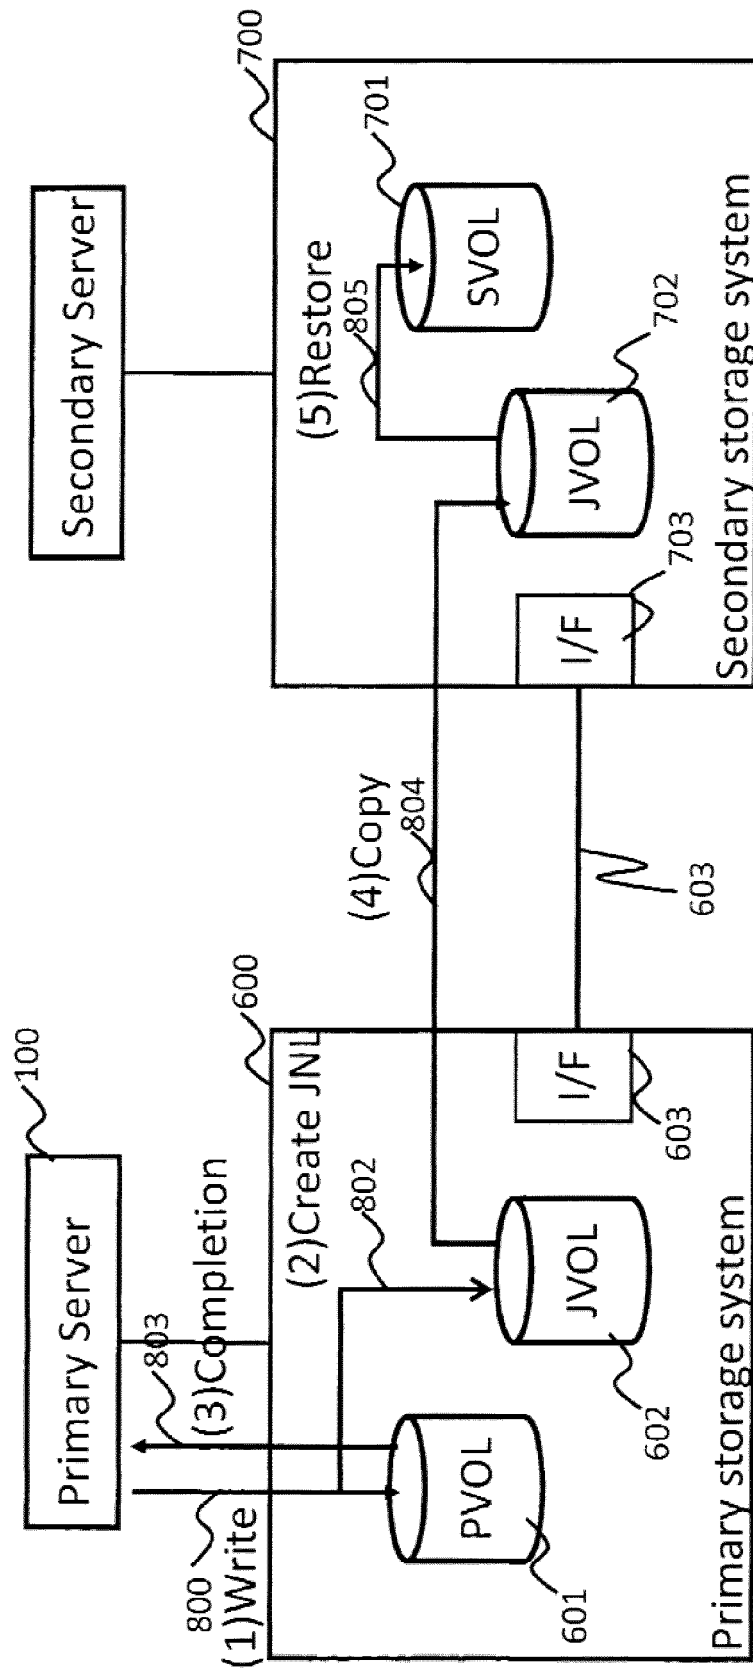 Primary Server
100
Secondary Server
800
(1)Write
803
(3)Completion
600
(2)Create JNL
802
PVOL
601
JVOL
602
I/F
603
Primary storage system
(4)Copy
804
603
700
(5)Restore
805
SVOL
701
JVOL
702
I/F
703
Secondary storage system